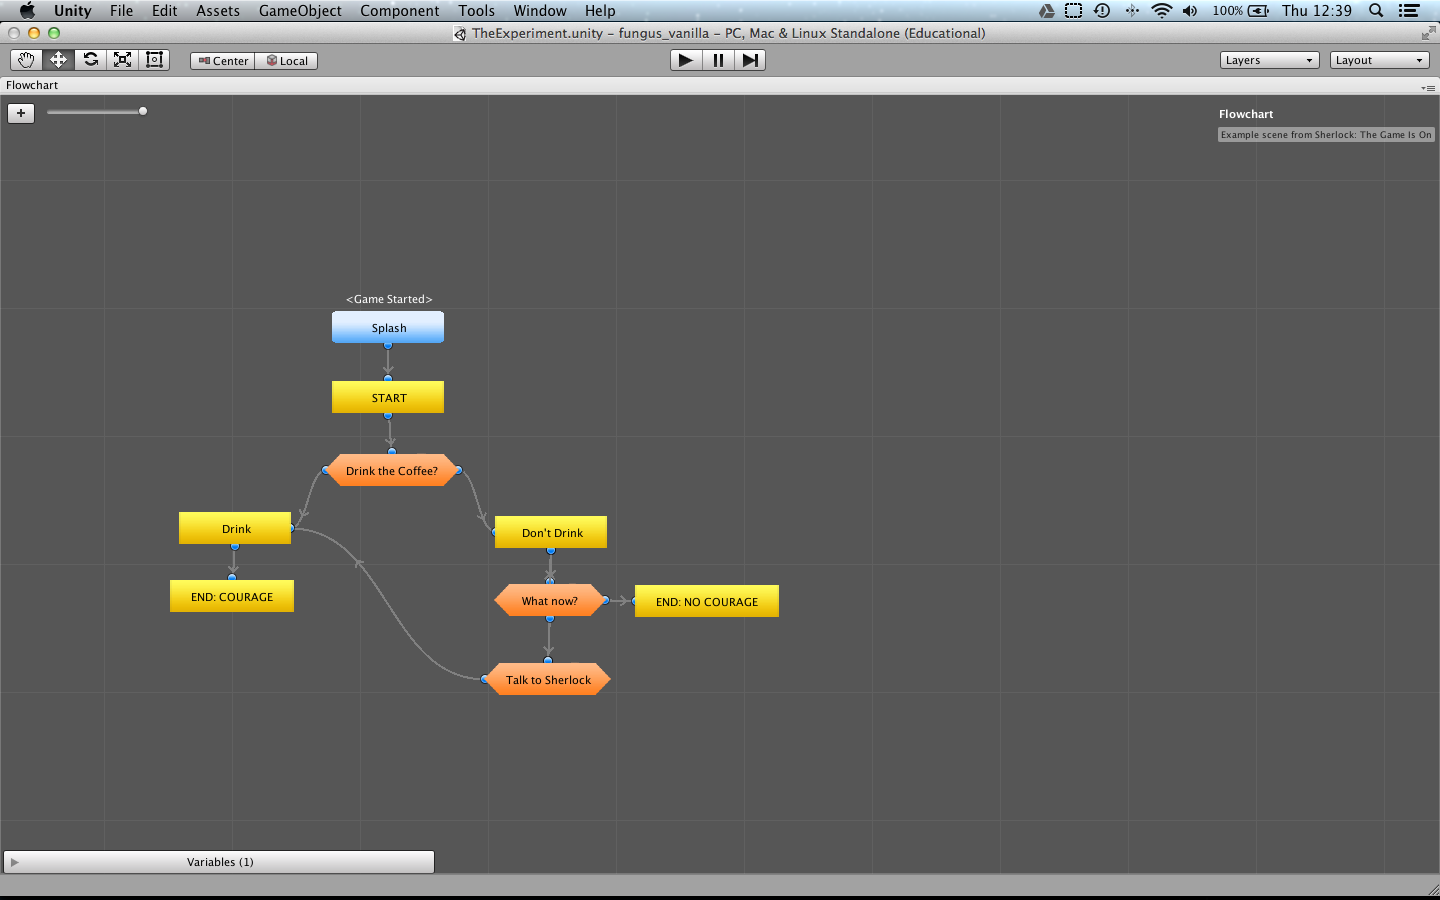 Unity File Edit Assets GameObject Component Tools Window Help 100% Thu 12:39
TheExperiment.unity – fungus_vanilla – PC, Mac & Linux Standalone (Educational)
Center Local Layers Layout
Flowchart
+
Flowchart
Example scene from Sherlock: The Game Is On
<Game Started>
Splash
START
Drink the Coffee?
Drink
Don't Drink
END: COURAGE
What now?
END: NO COURAGE
Talk to Sherlock
Variables (1)